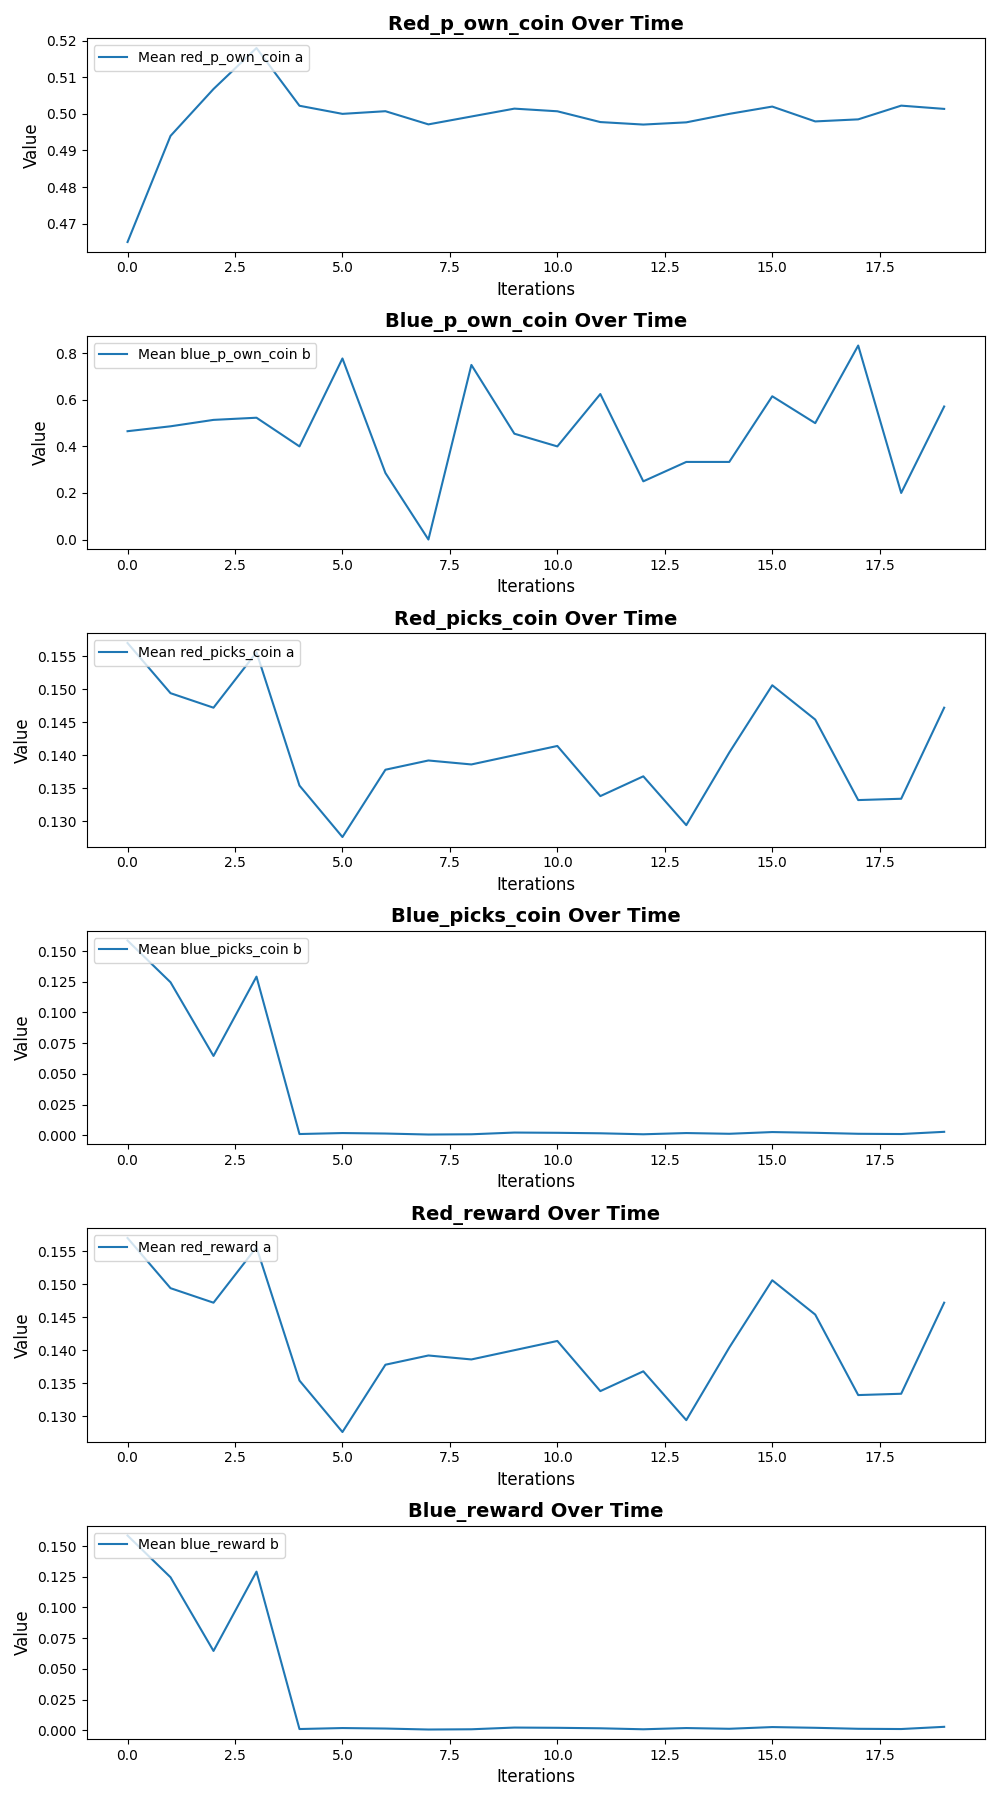 Red_p_own_coin Over Time
Mean red_p_own_coin a
Value
0.52
0.51
0.50
0.49
0.48
0.47
0.0 2.5 5.0 7.5 10.0 12.5 15.0 17.5
Iterations
Blue_p_own_coin Over Time
Mean blue_p_own_coin b
Value
0.8
0.6
0.4
0.2
0.0
0.0 2.5 5.0 7.5 10.0 12.5 15.0 17.5
Iterations
Red_picks_coin Over Time
Mean red_picks_coin a
Value
0.155
0.150
0.145
0.140
0.135
0.130
0.0 2.5 5.0 7.5 10.0 12.5 15.0 17.5
Iterations
Blue_picks_coin Over Time
Mean blue_picks_coin b
Value
0.150
0.125
0.100
0.075
0.050
0.025
0.000
0.0 2.5 5.0 7.5 10.0 12.5 15.0 17.5
Iterations
Red_reward Over Time
Mean red_reward a
Value
0.155
0.150
0.145
0.140
0.135
0.130
0.0 2.5 5.0 7.5 10.0 12.5 15.0 17.5
Iterations
Blue_reward Over Time
Mean blue_reward b
Value
0.150
0.125
0.100
0.075
0.050
0.025
0.000
0.0 2.5 5.0 7.5 10.0 12.5 15.0 17.5
Iterations